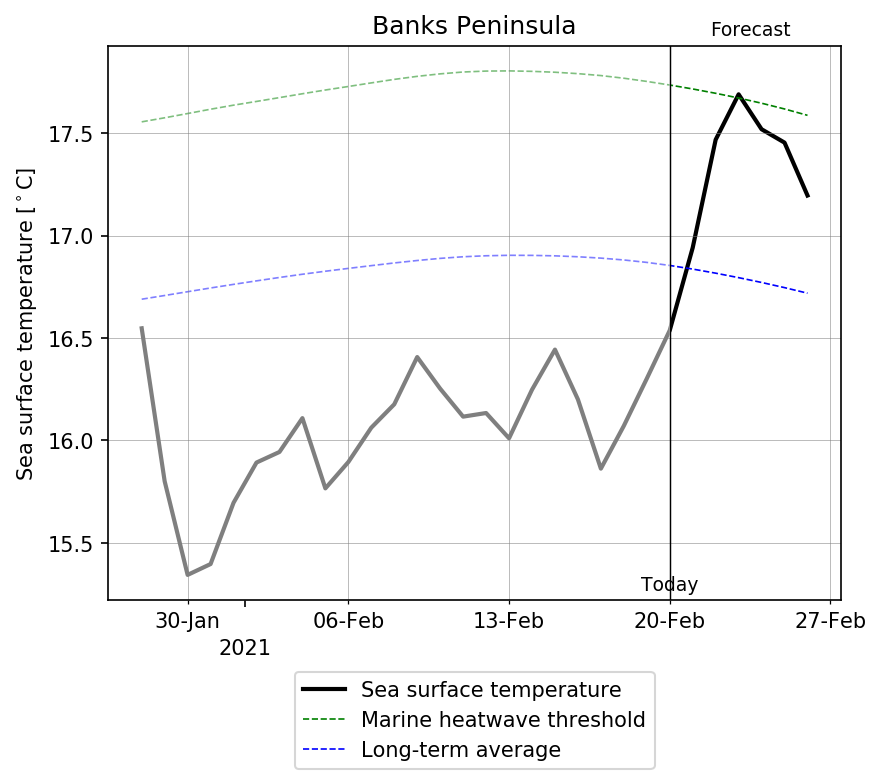 Banks Peninsula
Forecast
Sea surface temperature [°C]
17.5
17.0
16.5
16.0
15.5
Today
30-Jan 06-Feb 13-Feb 20-Feb 27-Feb
2021
Sea surface temperature
Marine heatwave threshold
Long-term average